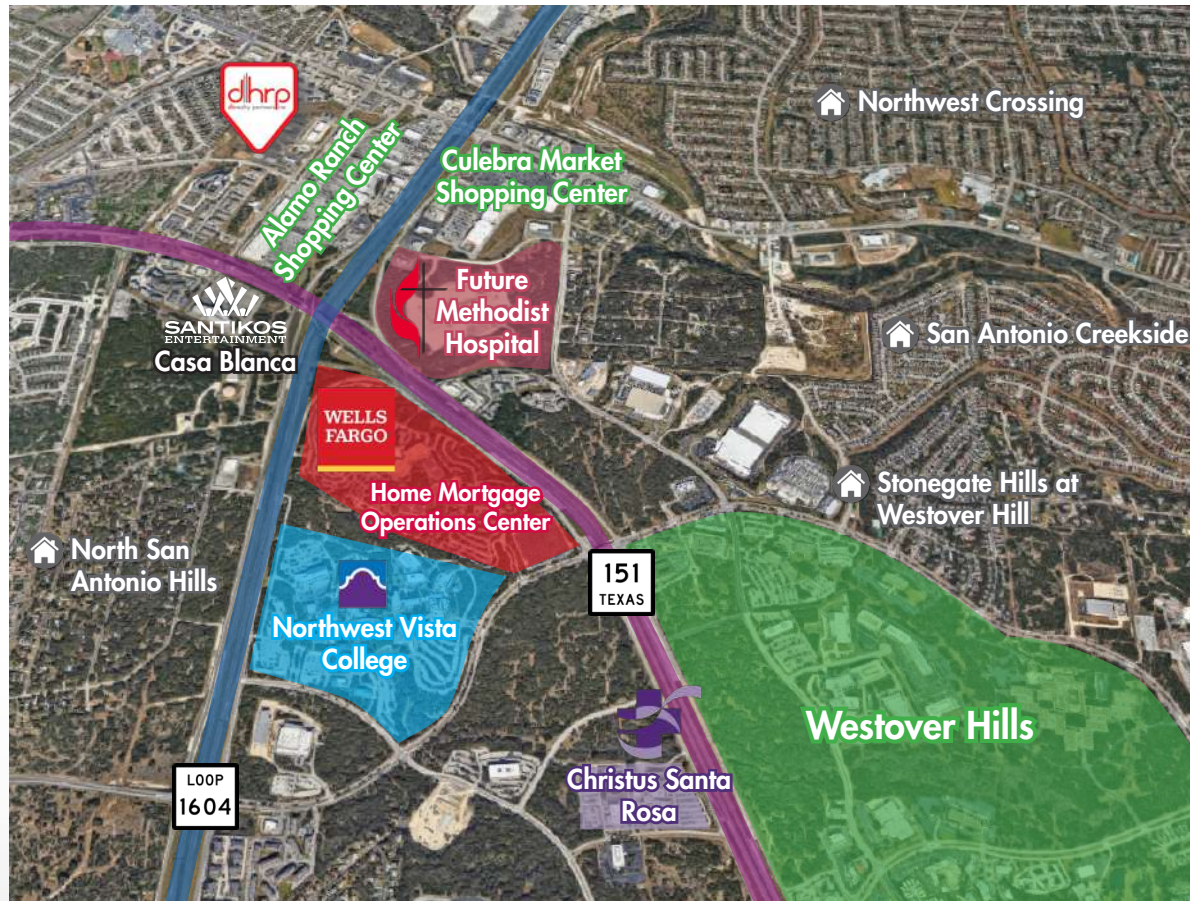 dhrp
Northwest Crossing
Alamo Ranch
Shopping Center
Culebra Market
Shopping Center
Future
Methodist
Hospital
SANTIKOS
ENTERTAINMENT
Casa Blanca
San Antonio Creekside
WELLS
FARGO
Home Mortgage
Operations Center
Stonegate Hills at
Westover Hill
North San
Antonio Hills
151
TEXAS
Northwest Vista
College
Westover Hills
Christus Santa
Rosa
LOOP
1604